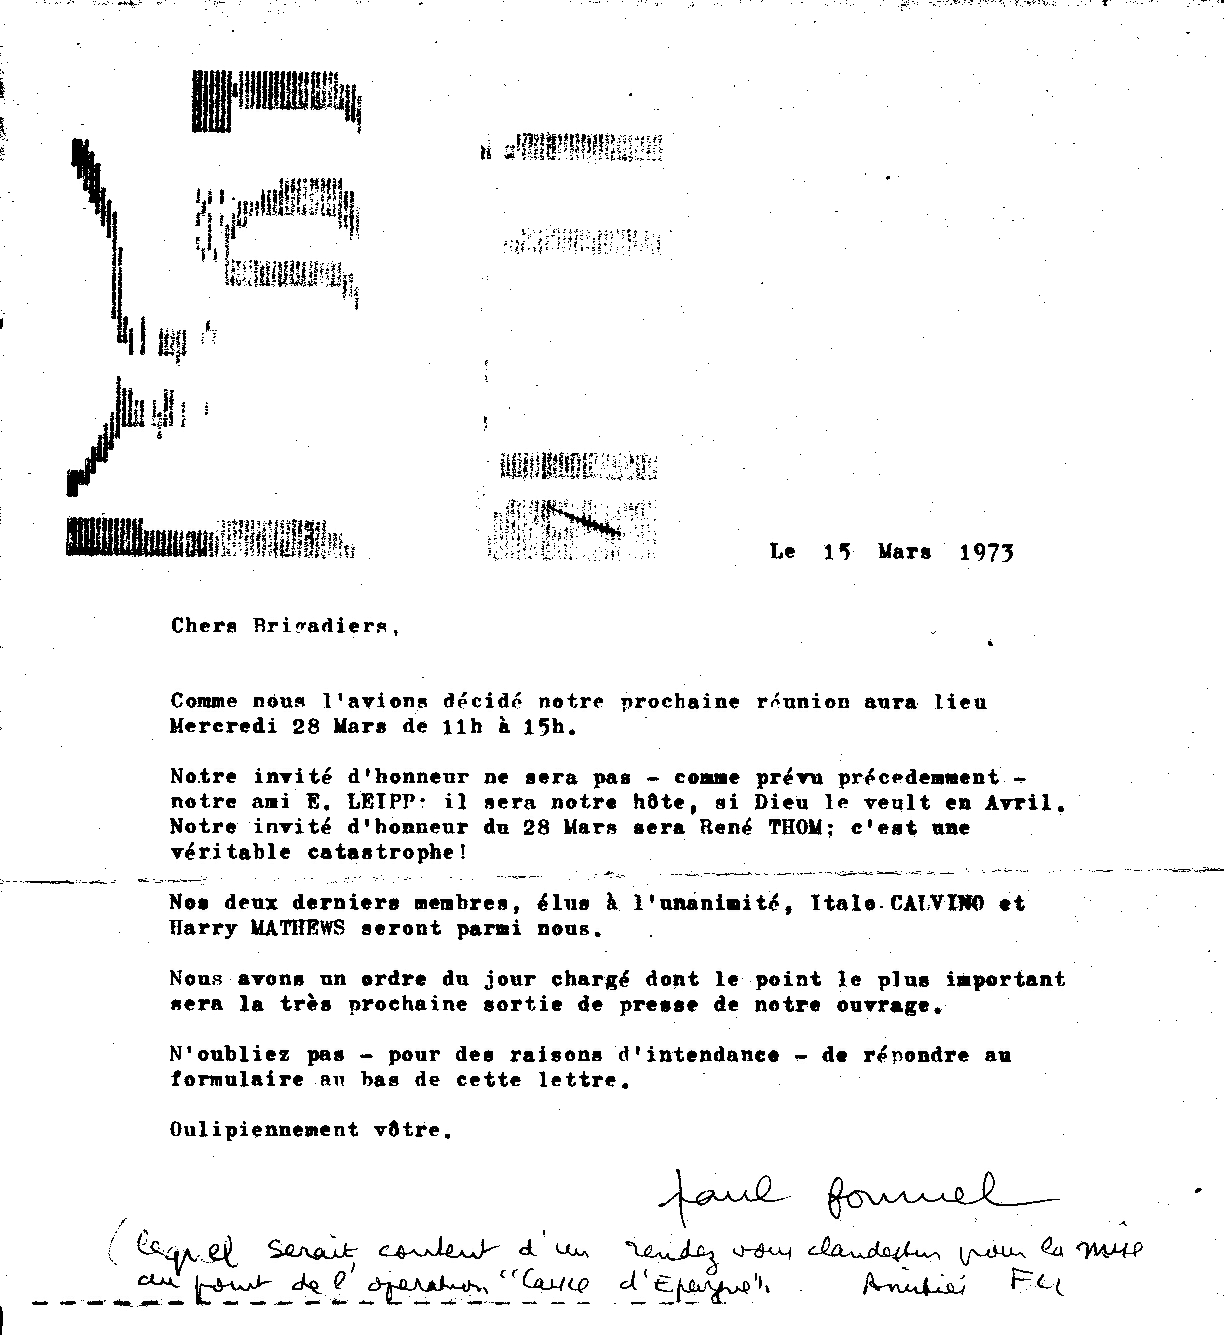 Le 15 Mars 1973
Chers Brigadiers,
Comme nous l'avions décidé notre prochaine réunion aura lieu
Mercredi 28 Mars de 11h à 15h.
Notre invité d'honneur ne sera pas - comme prévu précedemment -
notre ami E. LEIPP: il sera notre hôte, si Dieu le veult en Avril.
Notre invité d'honneur du 28 Mars sera René THOM; c'est une
véritable catastrophe!
Nos deux derniers membres, élus à l'unanimité, Italo CALVINO et
Harry MATHEWS seront parmi nous.
Nous avons un ordre du jour chargé dont le point le plus important
sera la très prochaine sortie de presse de notre ouvrage.
N'oubliez pas - pour des raisons d'intendance - de répondre au
formulaire au bas de cette lettre.
Oulipiennement vôtre.
paul fournel
(lequel serait content d'un rendez vous clandestin pour la mise
au point de l'opération "Caisse d'Epargne". Amitiés